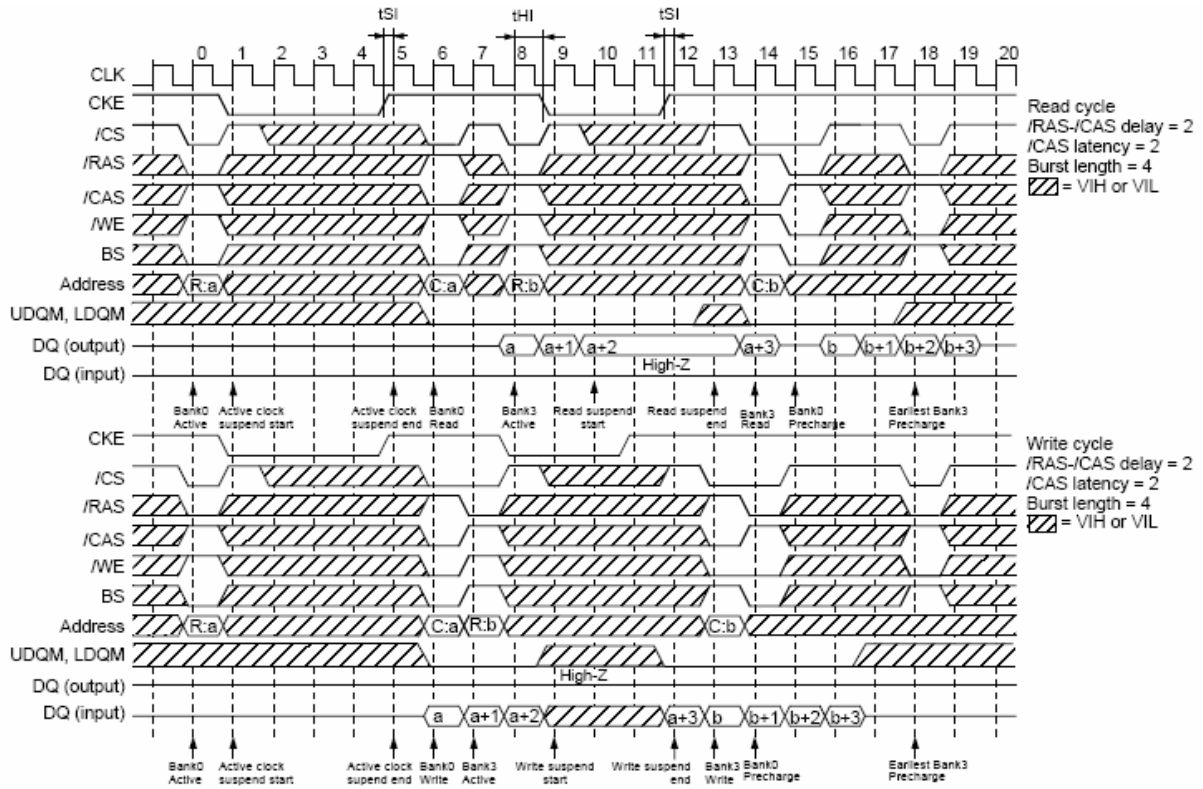 tSI tHI tSI
0 1 2 3 4 5 6 7 8 9 10 11 12 13 14 15 16 17 18 19 20
CLK
CKE
/CS
/RAS
/CAS
/WE
BS
Address R:a C:a R:b C:b
UDQM, LDQM
DQ (output) a a+1 a+2 a+3 b b+1 b+2 b+3
High-Z
DQ (input)
Read cycle
/RAS-/CAS delay = 2
/CAS latency = 2
Burst length = 4
= VIH or VIL
Bank0 Active clock Active clock Bank0 Bank3 Read suspend Read suspend Bank3 Bank0 Earliest Bank3
Active suspend start suspend end Read Active start end Read Precharge Precharge
CKE
/CS
/RAS
/CAS
/WE
BS
Address R:a C:a R:b C:b
UDQM, LDQM
High-Z
DQ (output)
DQ (input) a a+1 a+2 a+3 b b+1 b+2 b+3
Write cycle
/RAS-/CAS delay = 2
/CAS latency = 2
Burst length = 4
= VIH or VIL
Bank0 Active clock Active clock Bank0 Bank3 Write suspend Write suspend Bank3 Bank0 Earliest Bank3
Active suspend start supend end Write Active start end Write Precharge Precharge